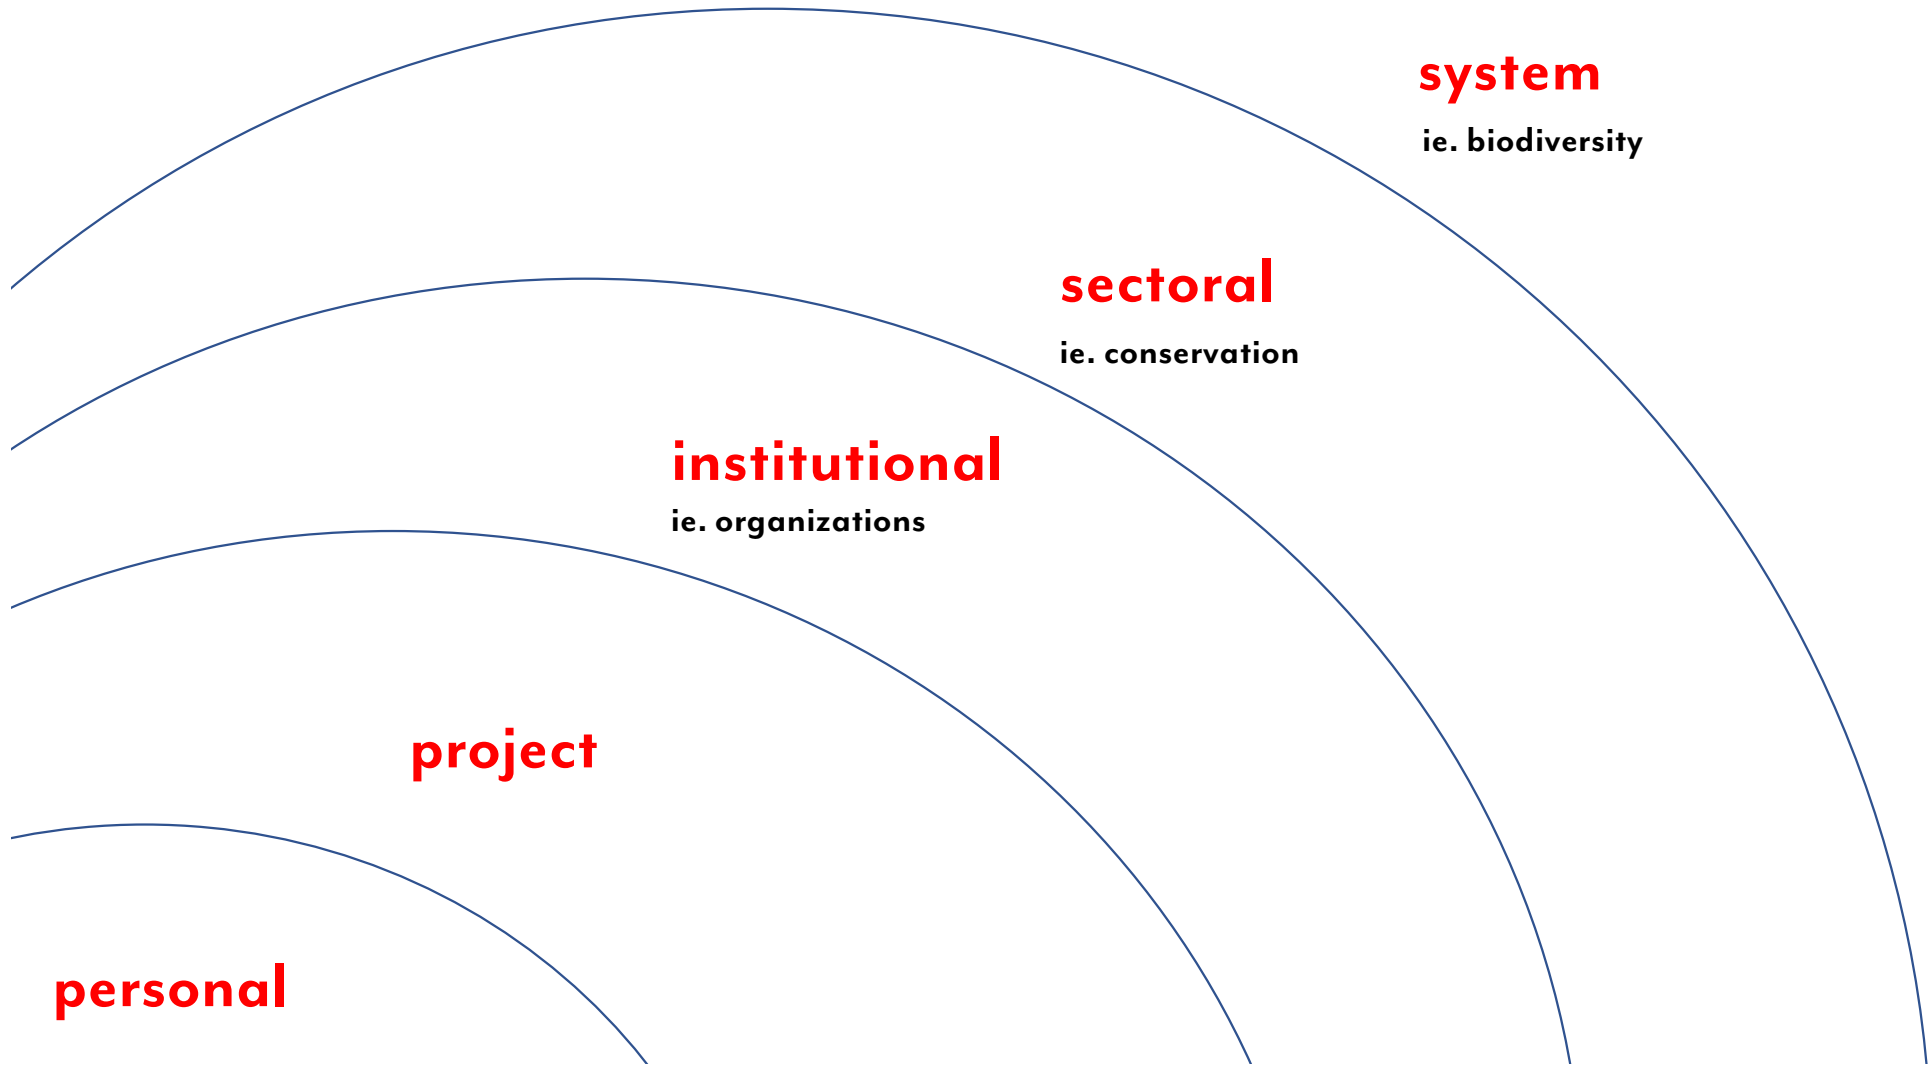 system
ie. biodiversity
sectoral
ie. conservation
institutional
ie. organizations
project
personal